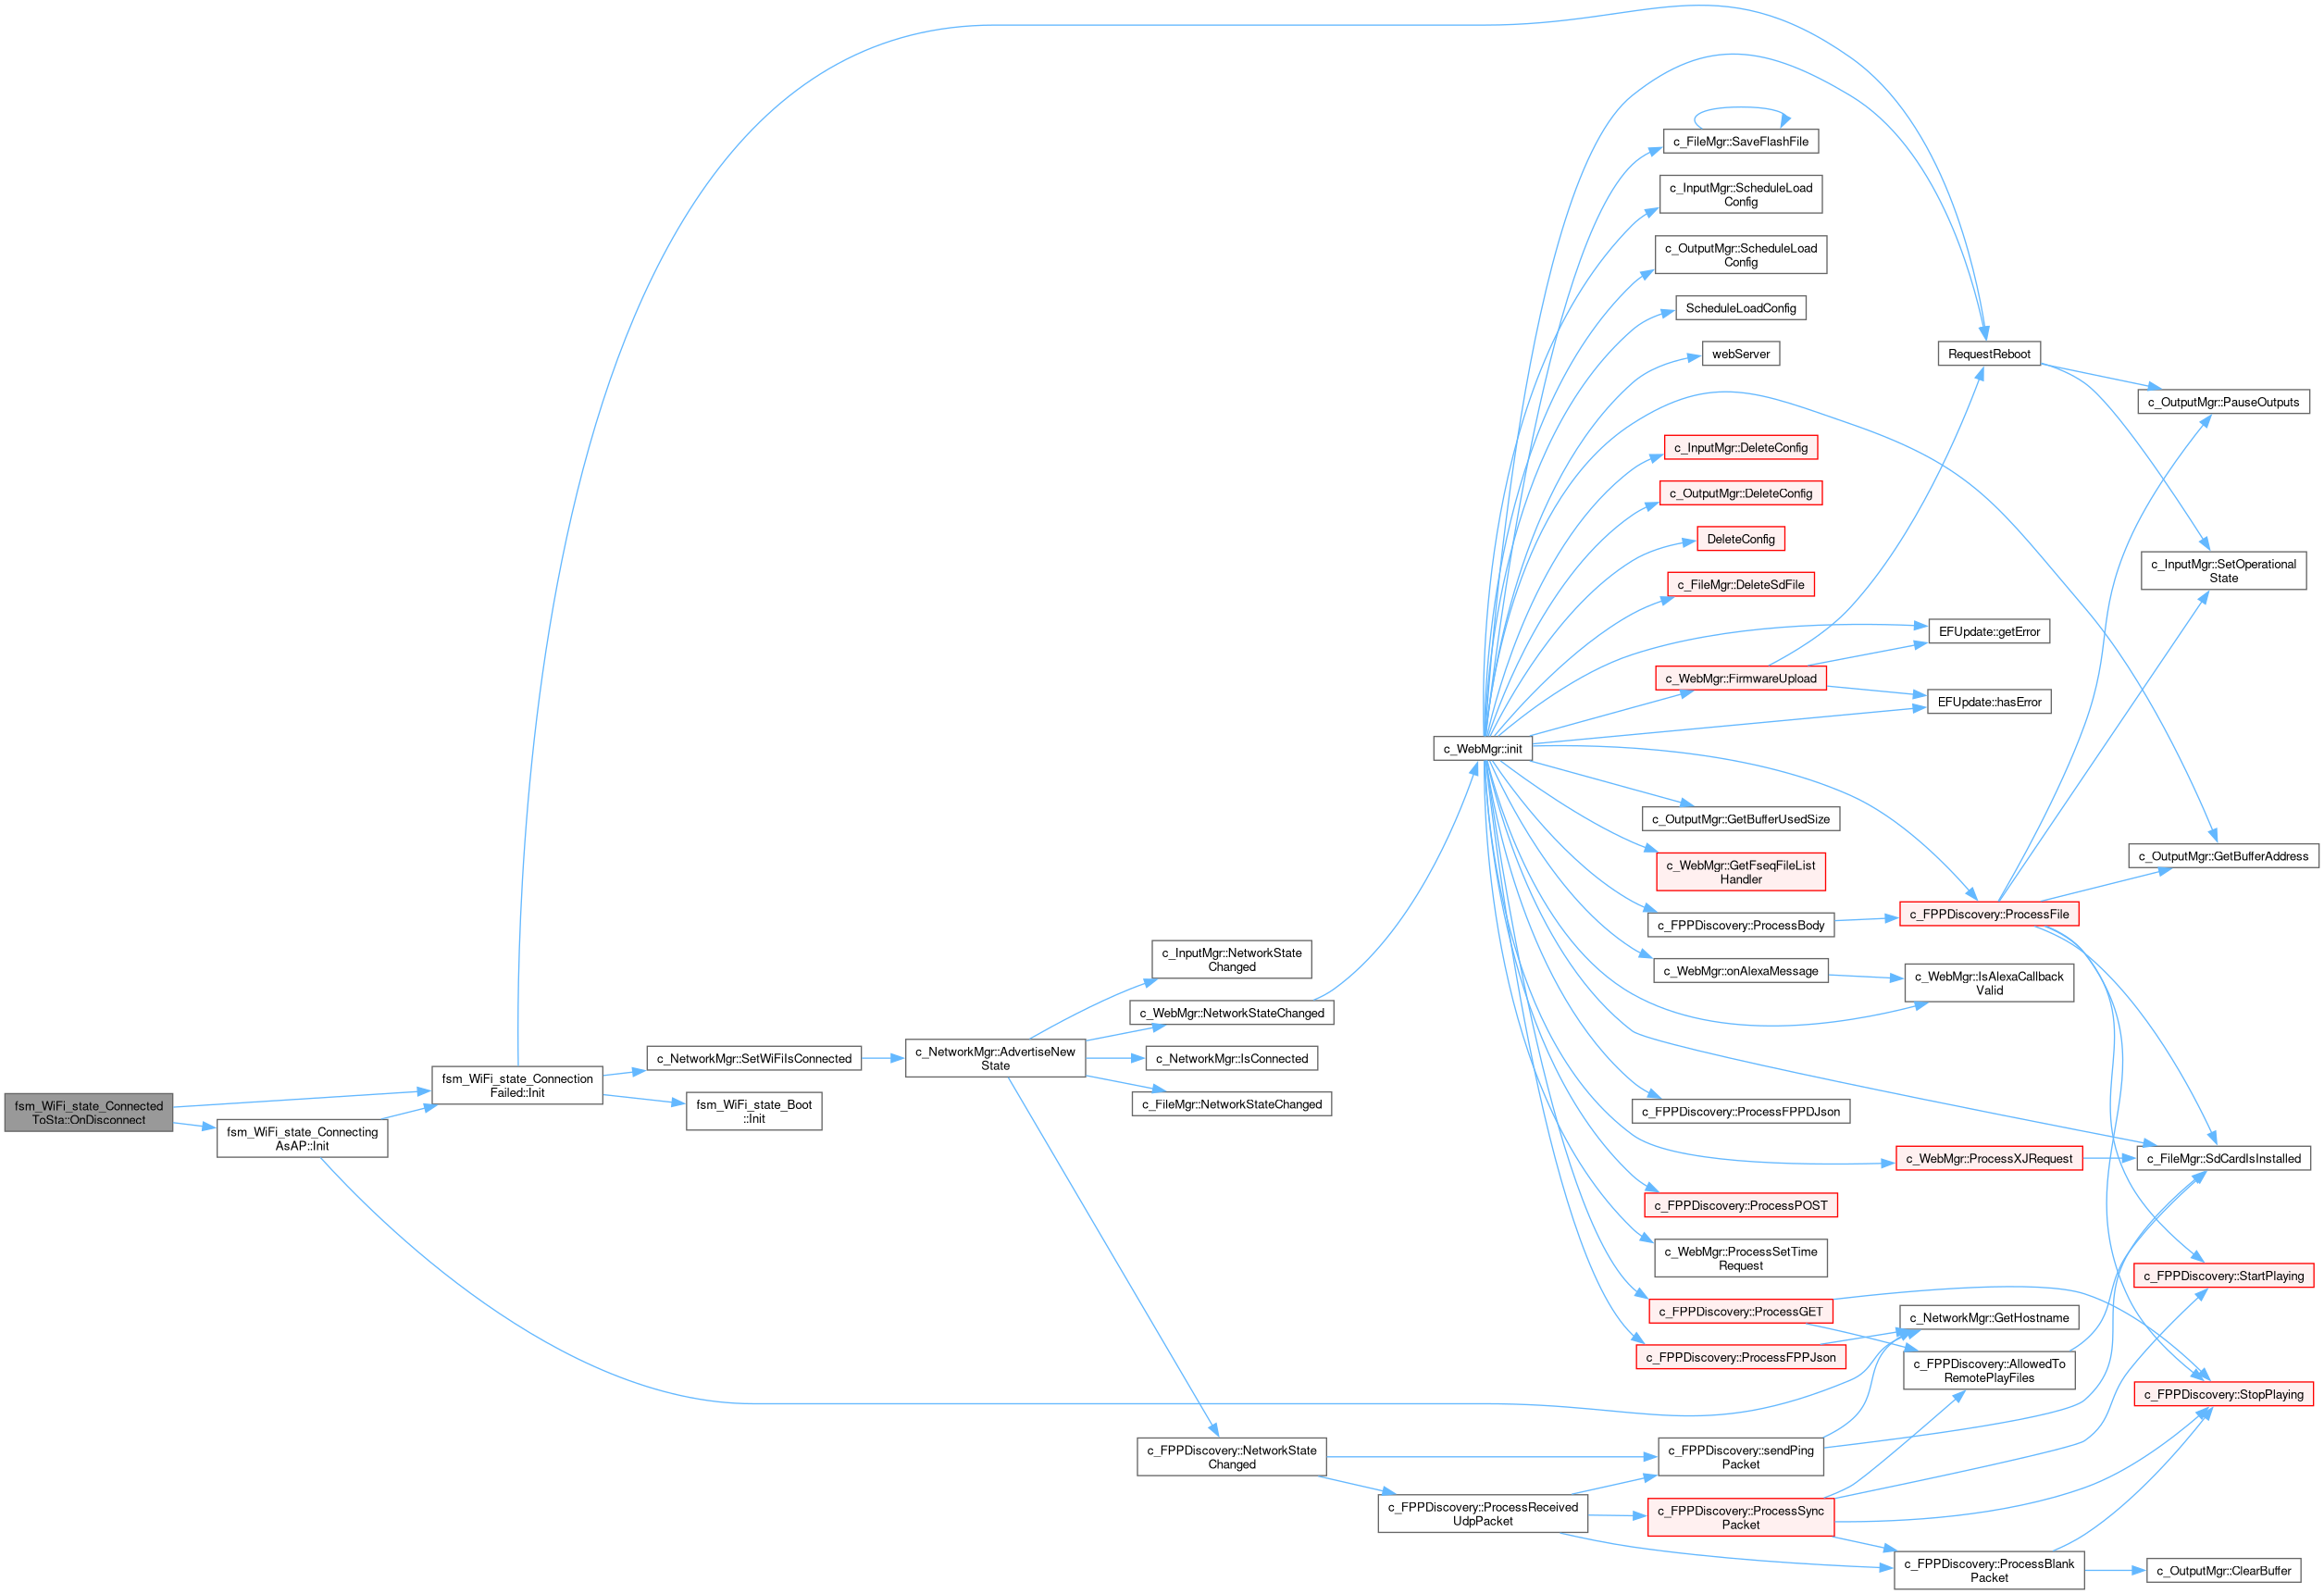 fsm_WiFi_state_Connected
ToSta::OnDisconnect
fsm_WiFi_state_Connecting
AsAP::Init
fsm_WiFi_state_Connection
Failed::Init
c_NetworkMgr::SetWiFiIsConnected
fsm_WiFi_state_Boot
::Init
c_NetworkMgr::AdvertiseNew
State
c_InputMgr::NetworkState
Changed
c_WebMgr::NetworkStateChanged
c_NetworkMgr::IsConnected
c_FileMgr::NetworkStateChanged
c_FPPDiscovery::NetworkState
Changed
c_FPPDiscovery::ProcessReceived
UdpPacket
c_WebMgr::init
c_FileMgr::SaveFlashFile
c_InputMgr::ScheduleLoad
Config
c_OutputMgr::ScheduleLoad
Config
ScheduleLoadConfig
webServer
c_InputMgr::DeleteConfig
c_OutputMgr::DeleteConfig
DeleteConfig
c_FileMgr::DeleteSdFile
c_WebMgr::FirmwareUpload
c_OutputMgr::GetBufferUsedSize
c_WebMgr::GetFseqFileList
Handler
c_FPPDiscovery::ProcessBody
c_WebMgr::onAlexaMessage
c_FPPDiscovery::ProcessFPPDJson
c_FPPDiscovery::ProcessPOST
c_WebMgr::ProcessSetTime
Request
c_FPPDiscovery::ProcessGET
c_FPPDiscovery::ProcessFPPJson
c_FPPDiscovery::sendPing
Packet
c_FPPDiscovery::ProcessSync
Packet
RequestReboot
EFUpdate::getError
EFUpdate::hasError
c_FPPDiscovery::ProcessFile
c_WebMgr::IsAlexaCallback
Valid
c_WebMgr::ProcessXJRequest
c_NetworkMgr::GetHostname
c_FPPDiscovery::AllowedTo
RemotePlayFiles
c_FPPDiscovery::ProcessBlank
Packet
c_OutputMgr::PauseOutputs
c_InputMgr::SetOperational
State
c_OutputMgr::GetBufferAddress
c_FileMgr::SdCardIsInstalled
c_FPPDiscovery::StartPlaying
c_FPPDiscovery::StopPlaying
c_OutputMgr::ClearBuffer